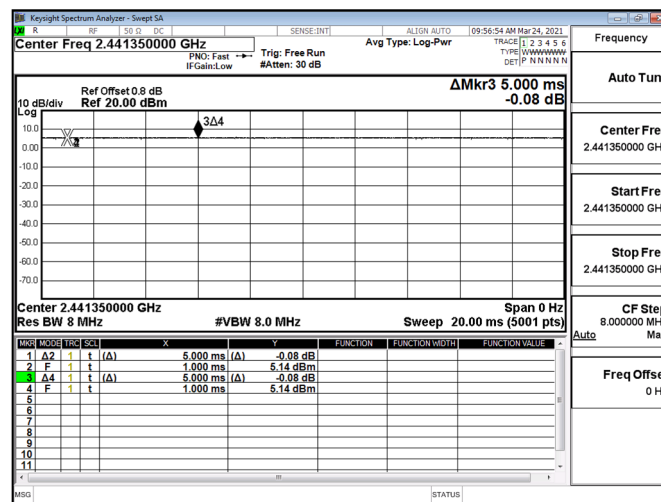 Keysight Spectrum Analyzer - Swept SA
R RF 50 Ω DC SENSE:INT ALIGN AUTO 09:56:54 AM Mar 24, 2021
Center Freq 2.441350000 GHz
PNO: Fast
IFGain:Low
Trig: Free Run
#Atten: 30 dB
Avg Type: Log-Pwr
TRACE 1 2 3 4 5 6
TYPE WWWWWW
DET P N N N N N
Ref Offset 0.8 dB
10 dB/div Ref 20.00 dBm
ΔMkr3 5.000 ms
-0.08 dB
Log
3Δ4
10.0
0.00
-10.0
-20.0
-30.0
-40.0
-50.0
-60.0
-70.0
Center 2.441350000 GHz Span 0 Hz
Res BW 8 MHz #VBW 8.0 MHz Sweep 20.00 ms (5001 pts)
MKR MODE TRC SCL X Y FUNCTION FUNCTION WIDTH FUNCTION VALUE
1 Δ2 1 t (Δ) 5.000 ms (Δ) -0.08 dB
2 F 1 t 1.000 ms 5.14 dBm
3 Δ4 1 t (Δ) 5.000 ms (Δ) -0.08 dB
4 F 1 t 1.000 ms 5.14 dBm
5
6
7
8
9
10
11
MSG STATUS
Frequency
Auto Tun
Center Fre
2.441350000 GH
Start Fre
2.441350000 GH
Stop Fre
2.441350000 GH
CF Step
8.000000 MH
Auto Ma
Freq Offse
0 H